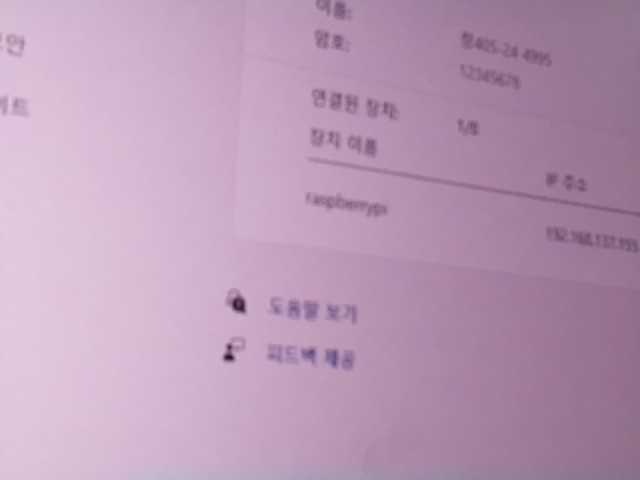 이름:
암호:
12345678
연결된 장치:
1/8
장치 이름
IP 주소
raspberrypi
도움말 보기
피드백 제공